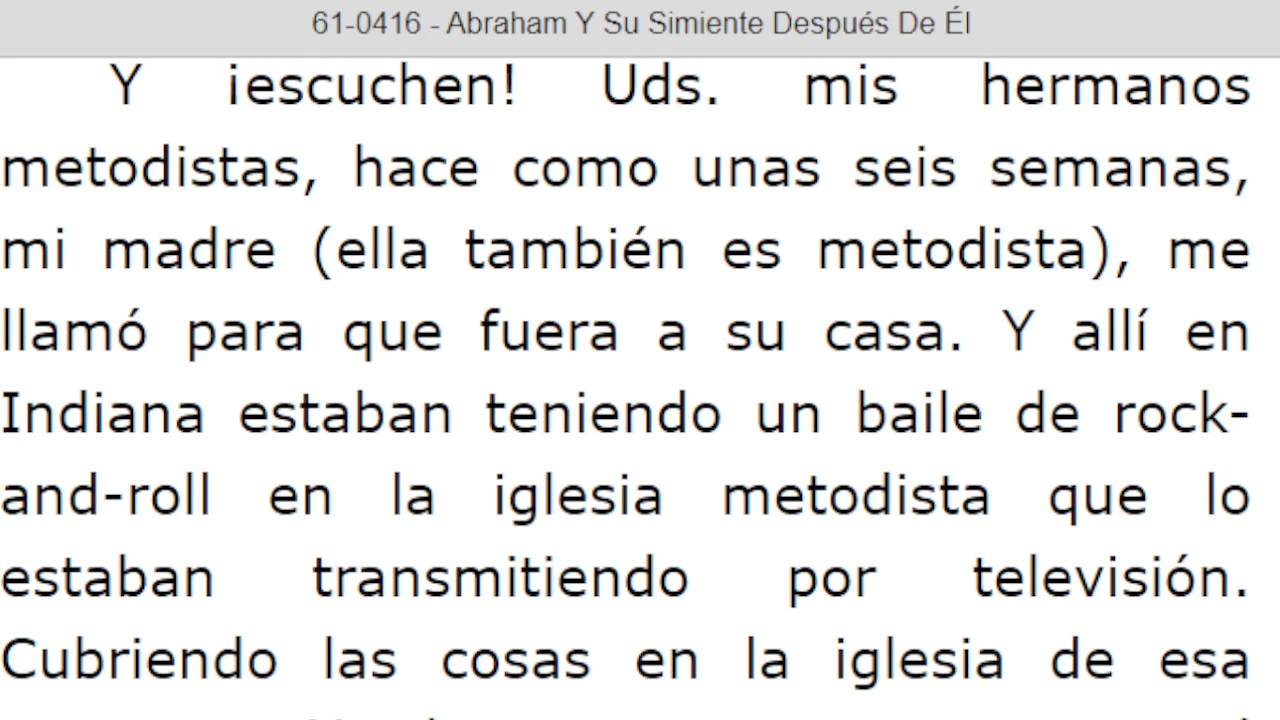 61-0416 - Abraham Y Su Simiente Después De Él
Y ¡escuchen! Uds. mis hermanos
metodistas, hace como unas seis semanas,
mi madre (ella también es metodista), me
llamó para que fuera a su casa. Y allí en
Indiana estaban teniendo un baile de rock-
and-roll en la iglesia metodista que lo
estaban transmitiendo por televisión.
Cubriendo las cosas en la iglesia de esa